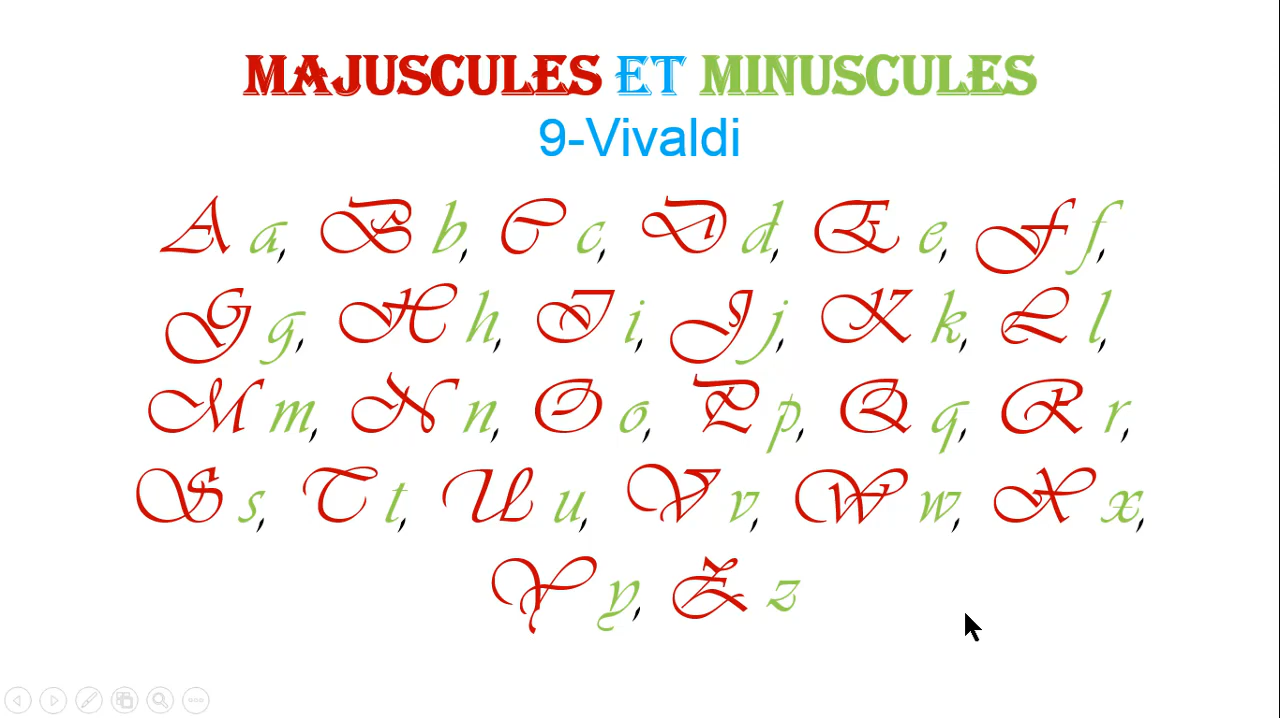 MAJUSCULES ET MINUSCULES
9-Vivaldi
A a, B b, C c, D d, E e, F f,
G g, H h, I i, J j, K k, L l,
M m, N n, O o, P p, Q q, R r,
S s, T t, U u, V v, W w, X x,
Y y, Z z